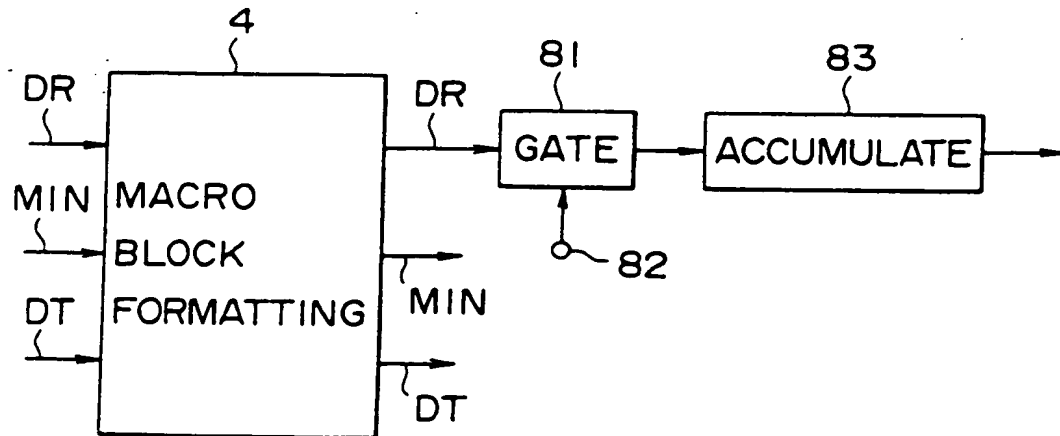 4
DR
MIN
DT
MACRO
BLOCK
FORMATTING
DR
MIN
DT
81
GATE
82
83
ACCUMULATE